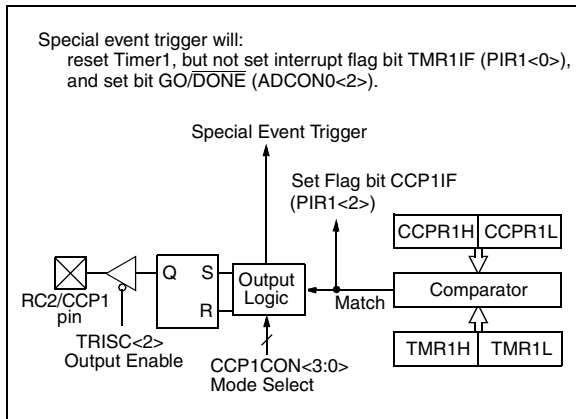 Special event trigger will:
reset Timer1, but not set interrupt flag bit TMR1IF (PIR1<0>),
and set bit GO/DONE (ADCON0<2>).
Special Event Trigger
Set Flag bit CCP1IF
(PIR1<2>)
CCPR1H CCPR1L
Q S Output
Logic
R
Match
Comparator
RC2/CCP1
pin
TRISC<2>
Output Enable
CCP1CON<3:0>
Mode Select
TMR1H TMR1L